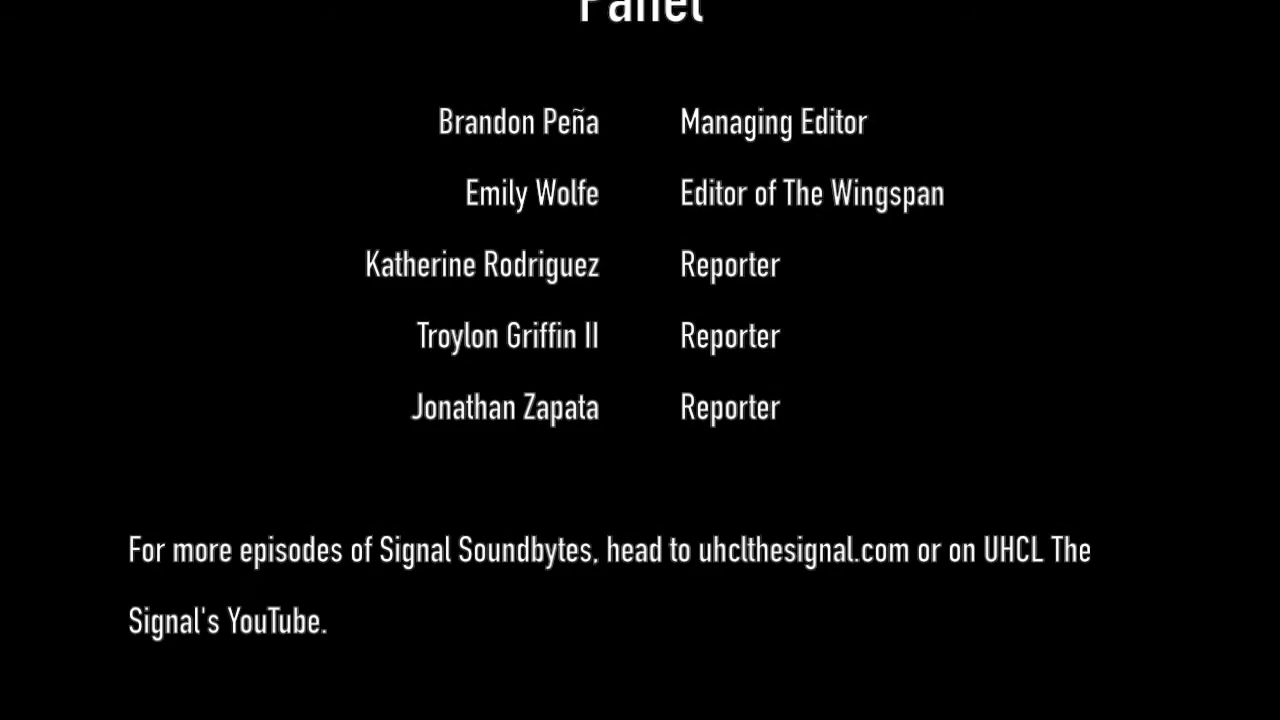 Panel
Brandon Peña Managing Editor
Emily Wolfe Editor of The Wingspan
Katherine Rodriguez Reporter
Troylon Griffin II Reporter
Jonathan Zapata Reporter
For more episodes of Signal Soundbytes, head to uhclthesignal.com or on UHCL The
Signal's YouTube.